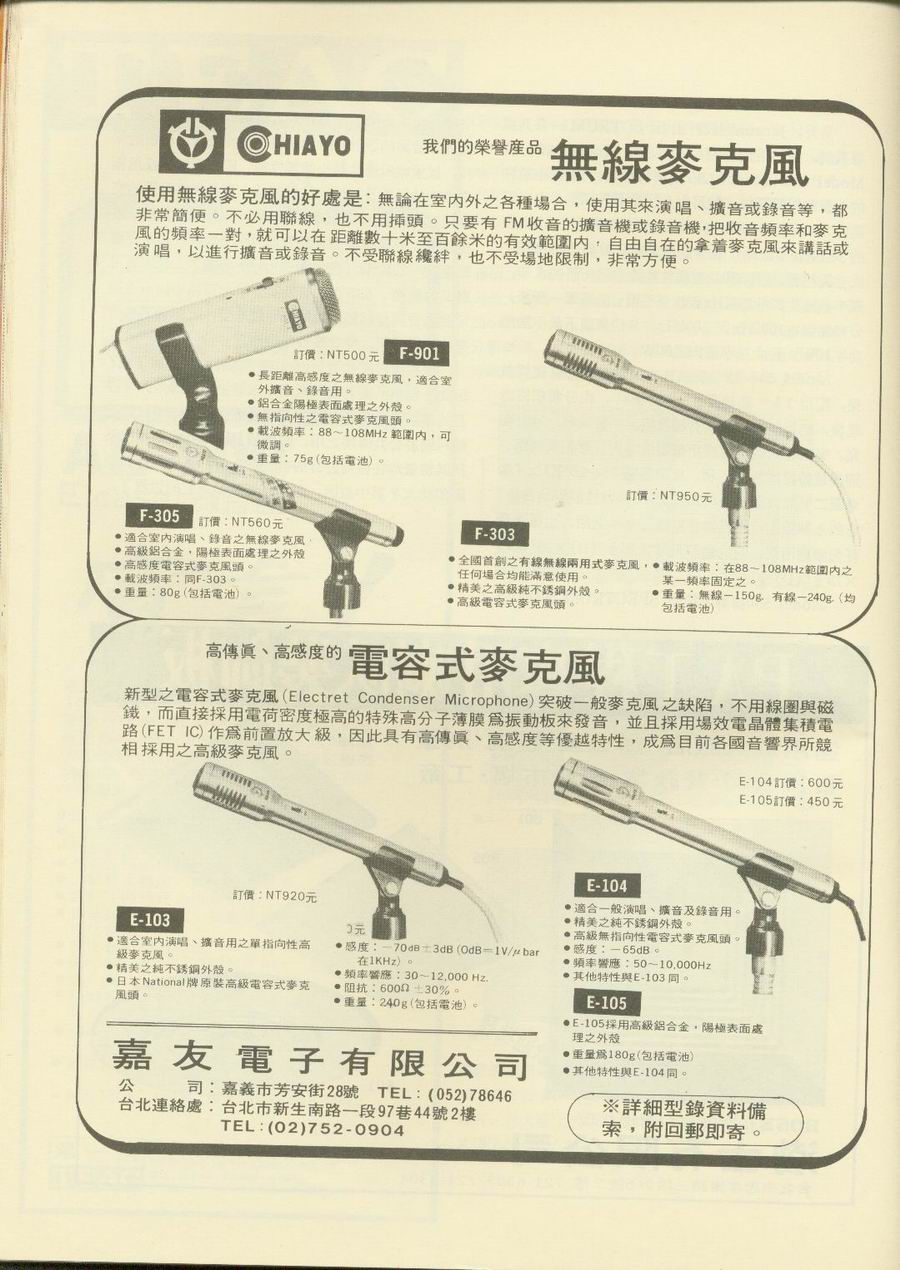 CHIAYO
我們的榮譽産品 無線麥克風
使用無線麥克風的好處是：無論在室內外之各種場合，使用其來演唱、擴音或錄音等，都
非常簡便。不必用聯線，也不用揷頭。只要有 FM收音的擴音機或錄音機，把收音頻率和麥克
風的頻率一對，就可以在距離數十米至百餘米的有效範圍內，自由自在的拿着麥克風來講話或
演唱，以進行擴音或錄音。不受聯線纔絆，也不受場地限制，非常方便。
CHIAYO
訂價：NT500元 F-901
●長距離高感度之無線麥克風，適合室
外擴音、錄音用。
●鋁合金陽極表面處理之外殼。
●無指向性之電容式麥克風頭。
●載波頻率：88～108MHz 範圍內，可
微調。
●重量：75g(包括電池)。
F-305 訂價：NT560元
●適合室內演唱、錄音之無線麥克風
●高級鋁合金，陽極表面處理之外殼
●高感度電容式麥克風頭。
●載波頻率：同F-303。
●重量：80g(包括電池)。
訂價：NT950元
F-303
●全國首創之有線無線兩用式麥克風，
任何場合均能滿意使用。
●精美之高級純不銹鋼外殼。
●高級電容式麥克風頭。
●載波頻率：在88～108MHz範圍內之
某一頻率固定之。
●重量：無線－150g. 有線－240g.(均
包括電池)
高傳眞、高感度的 電容式麥克風
新型之電容式麥克風(Electret Condenser Microphone)突破一般麥克風之缺陷，不用線圈與磁
鐵，而直接採用電荷密度極高的特殊高分子薄膜爲振動板來發音，並且採用場效電晶體集積電
路(FET IC)作爲前置放大級，因此具有高傳眞、高感度等優越特性，成爲目前各國音響界所競
相採用之高級麥克風。
訂價：NT920元
E-103
●適合室內演唱、擴音用之單指向性高
級麥克風。
●精美之純不銹鋼外殼。
●日本National牌原裝高級電容式麥克
風頭。
元
●感度：－70dB±3dB (0dB＝1V/μbar
在1KHz)。
●頻率響應：30～12,000 Hz.
●阻抗：600Ω ±30%。
●重量：240g(包括電池)。
E-104訂價：600元
E-105訂價：450元
E-104
●適合一般演唱、擴音及錄音用。
●精美之純不銹鋼外殼。
●高級無指向性電容式麥克風頭。
●感度：－65dB。
●頻率響應：50～10,000Hz
●其他特性與E-103同。
E-105
●E-105採用高級鋁合金，陽極表面處
理之外殼
●重量爲180g(包括電池)
●其他特性與E-104同。
嘉友電子有限公司
公司：嘉義市芳安街28號 TEL：(052)78646
台北連絡處：台北市新生南路一段97巷44號2樓
TEL：(02)752-0904
※詳細型錄資料備
索，附回郵即寄。